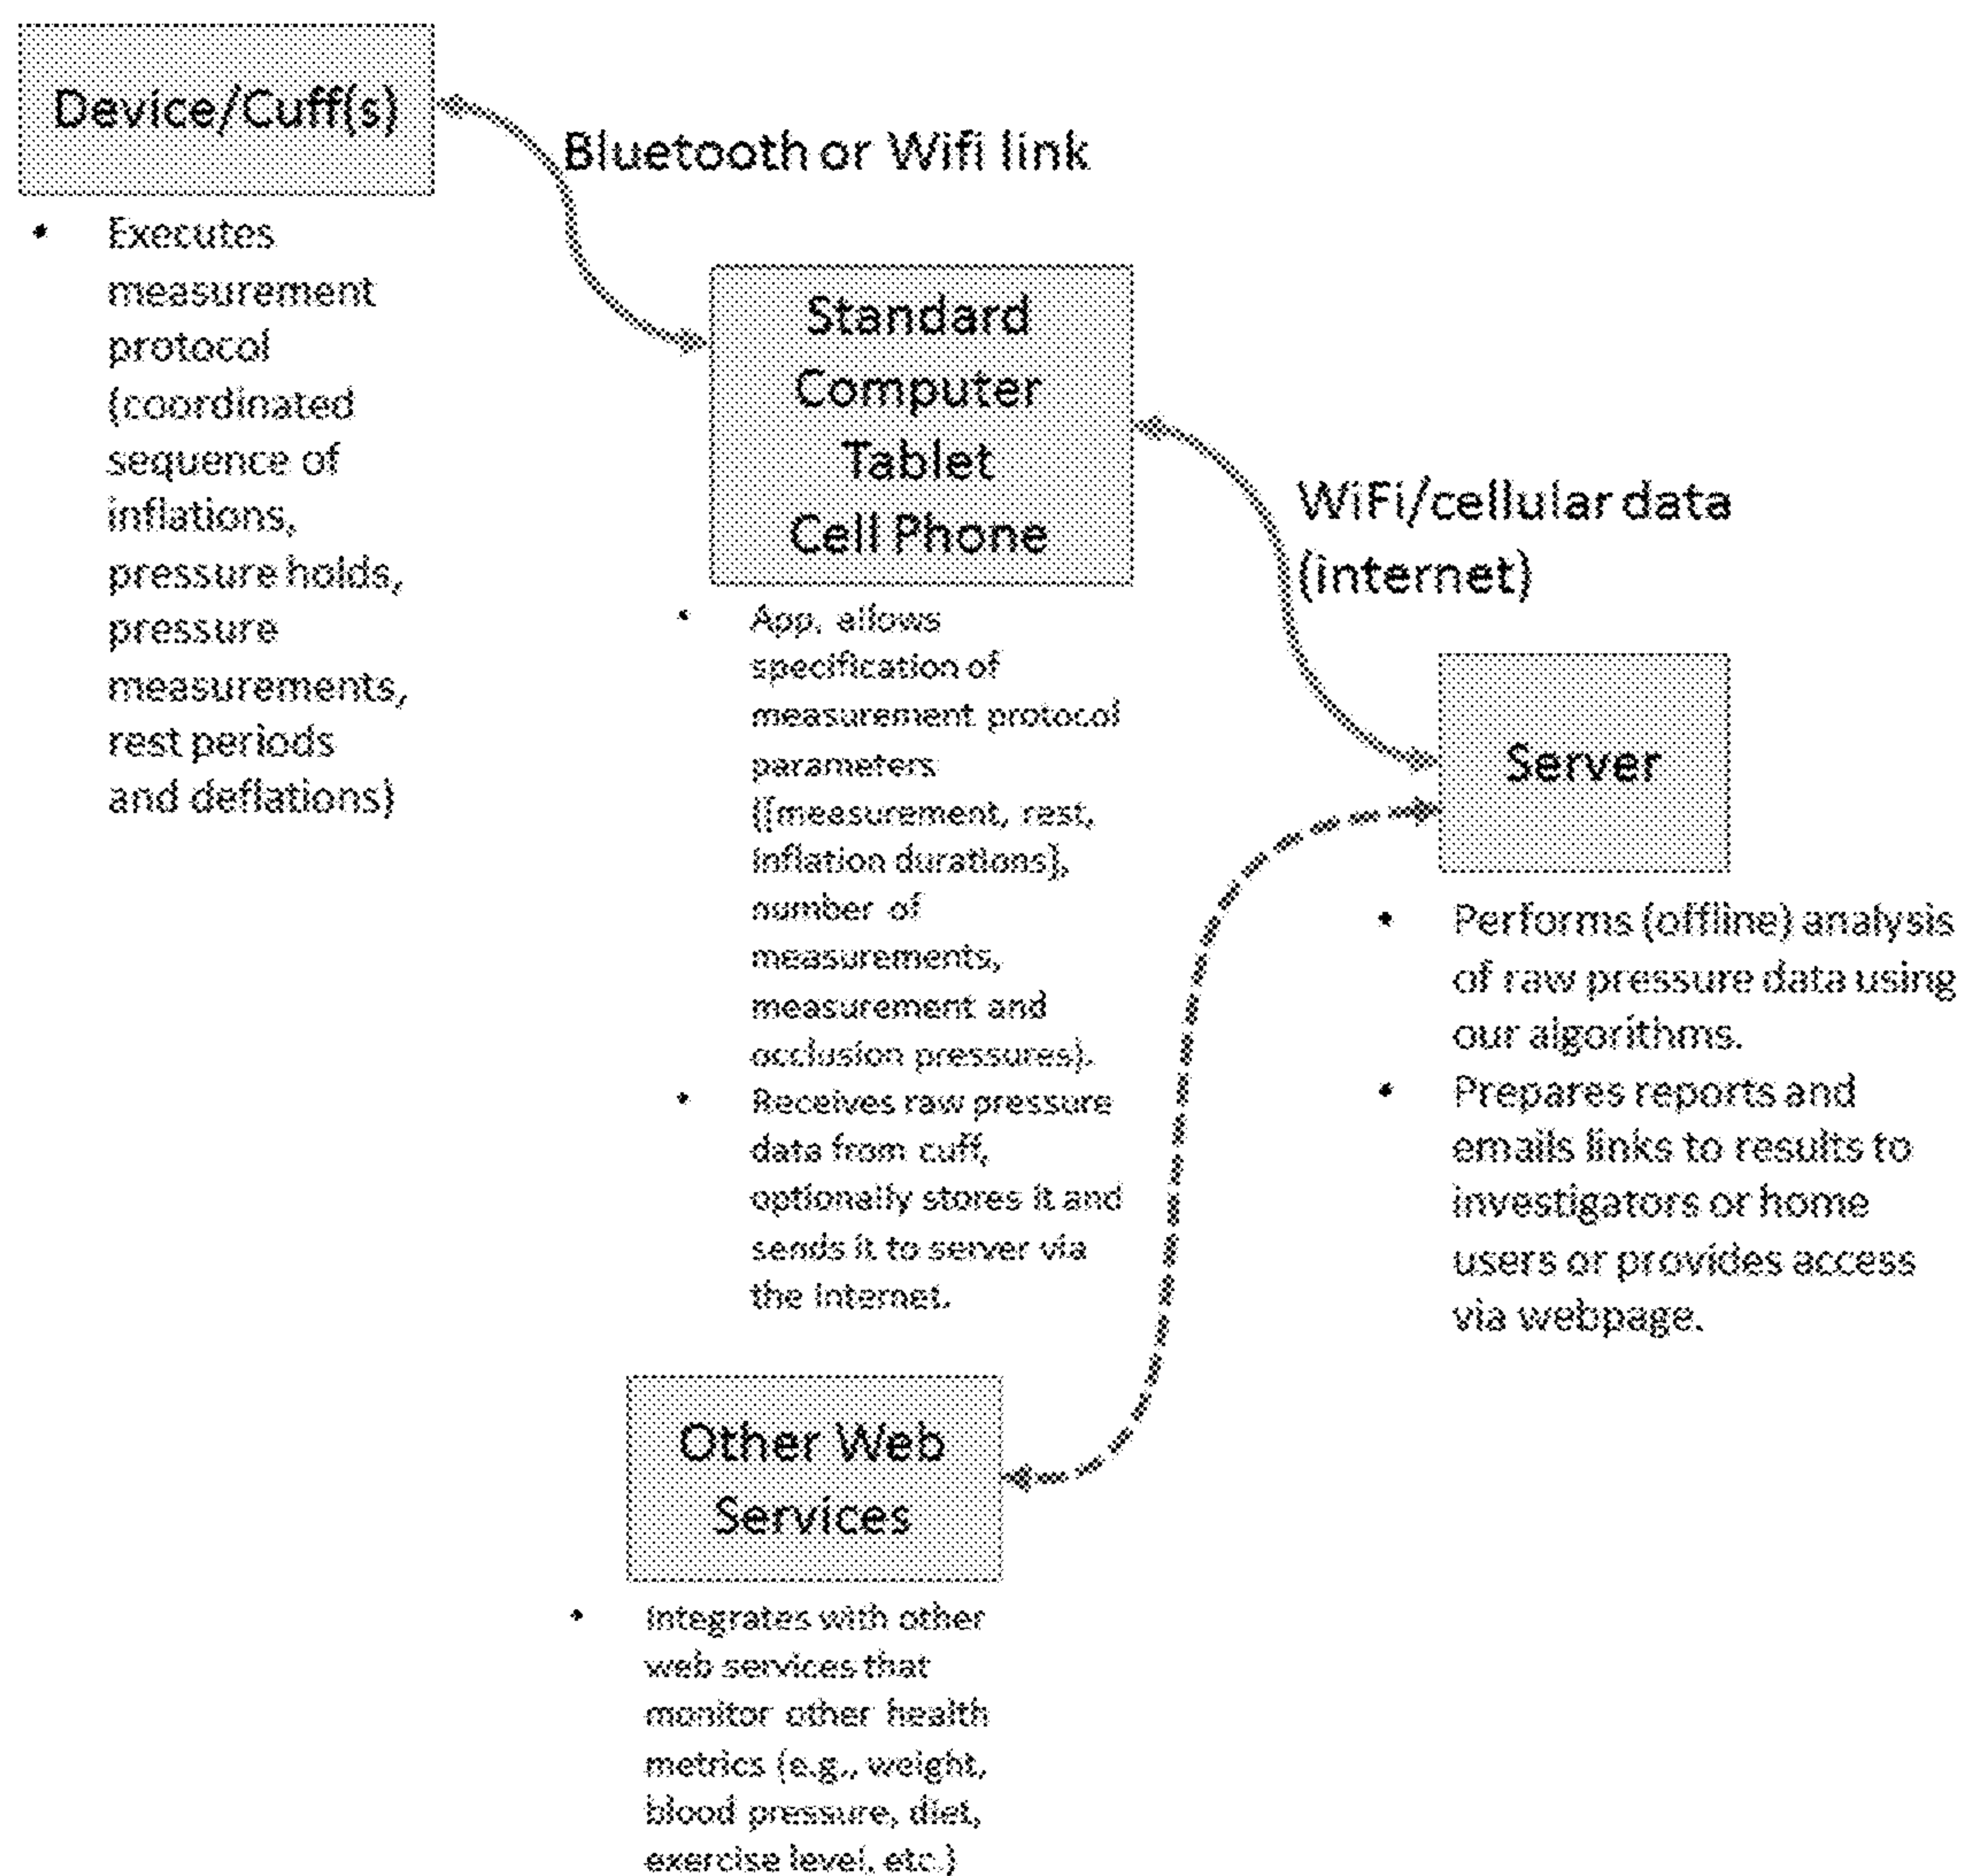 Device/Cuff(s)
• Executes
measurement
protocol
(coordinated
sequence of
inflations,
pressure holds,
pressure
measurements,
rest periods
and deflations)
Bluetooth or Wifi link
Standard
Computer
Tablet
Cell Phone
• App. allows
specification of
measurement protocol
parameters
([measurement, rest,
inflation durations],
number of
measurements,
measurement and
occlusion pressures).
• Receives raw pressure
data from cuff,
optionally stores it and
sends it to server via
the internet.
WiFi/cellular data
(internet)
Server
• Performs (offline) analysis
of raw pressure data using
our algorithms.
• Prepares reports and
emails links to results to
investigators or home
users or provides access
via webpage.
Other Web
Services
• Integrates with other
web services that
monitor other health
metrics (e.g., weight,
blood pressure, diet,
exercise level, etc.)